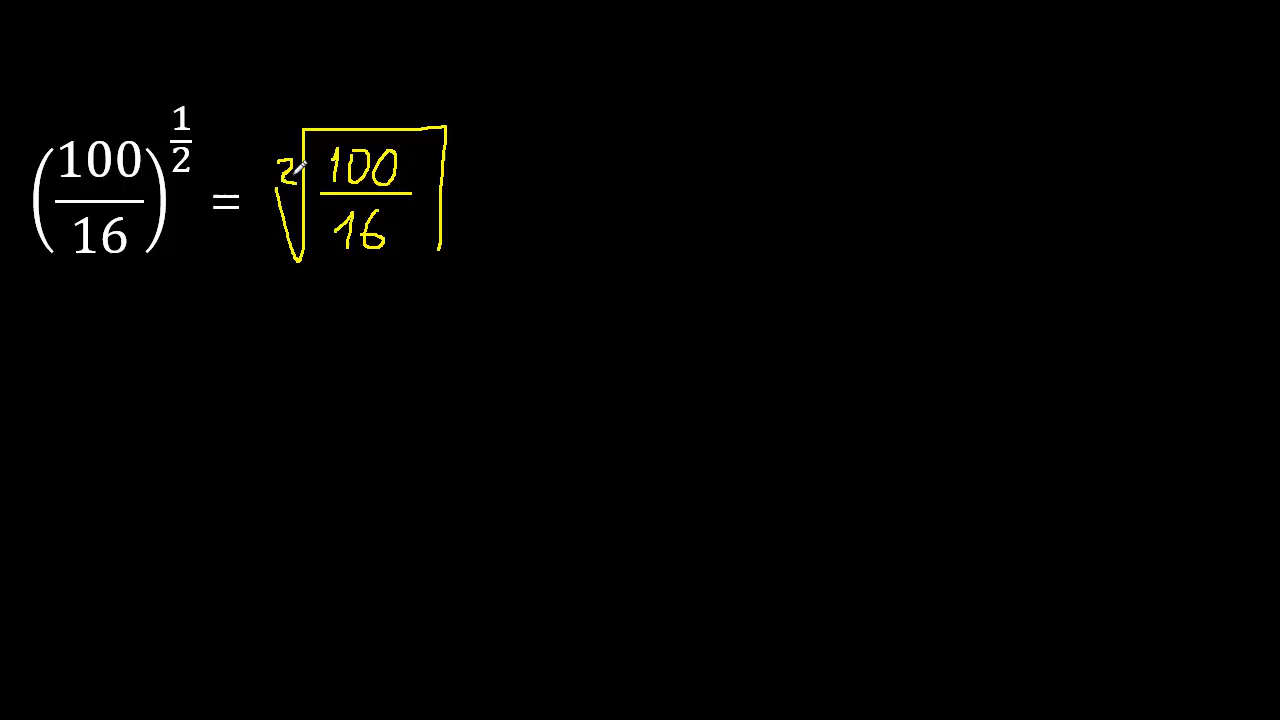 (100/16)^(1/2) = ²√(100/16)